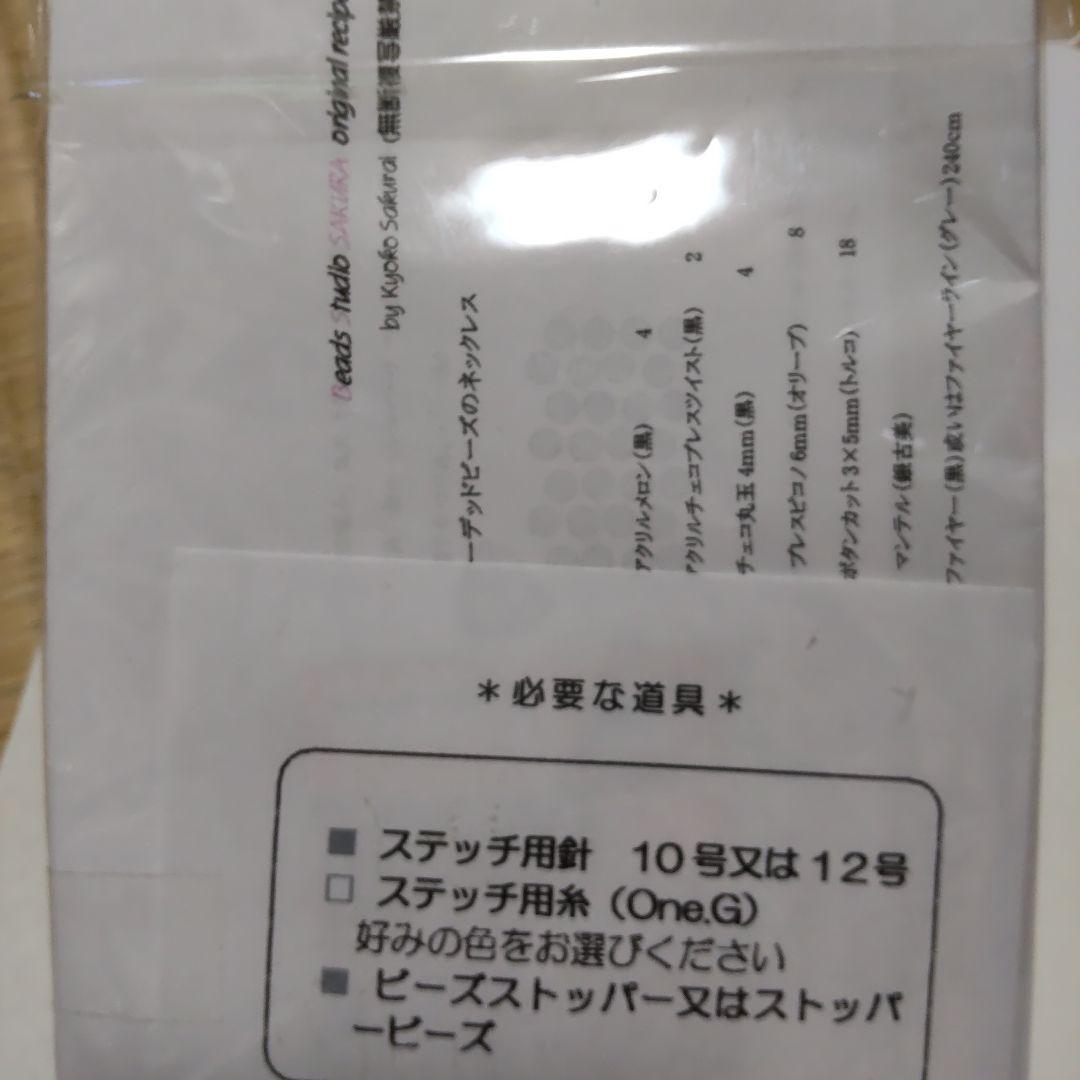 Beads Studio SAKURA original recipe
by Kyoko Sakurai (無断複写厳禁
ーデッドビーズのネックレス
アクリルメロン(黒) 4
アクリルチェコプレスツイスト(黒) 2
チェコ丸玉 4mm(黒) 4
プレスピコノ 6mm(オリーブ) 8
ボタンカット 3×5mm(トルコ) 18
マンテル(銀古美)
ファイヤー(黒)或いはファイヤーライン(グレー)240cm
＊必要な道具＊
■ ステッチ用針 10号又は12号
□ ステッチ用糸（One.G）
好みの色をお選びください
■ ビーズストッパー又はストッパ
ービーズ